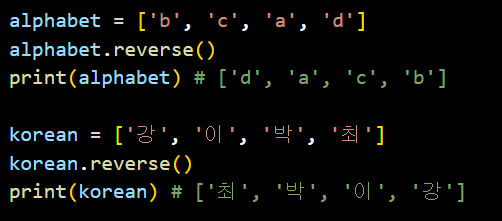 alphabet = ['b', 'c', 'a', 'd']
alphabet.reverse()
print(alphabet) # ['d', 'a', 'c', 'b']
korean = ['강', '이', '박', '최']
korean.reverse()
print(korean) # ['최', '박', '이', '강']